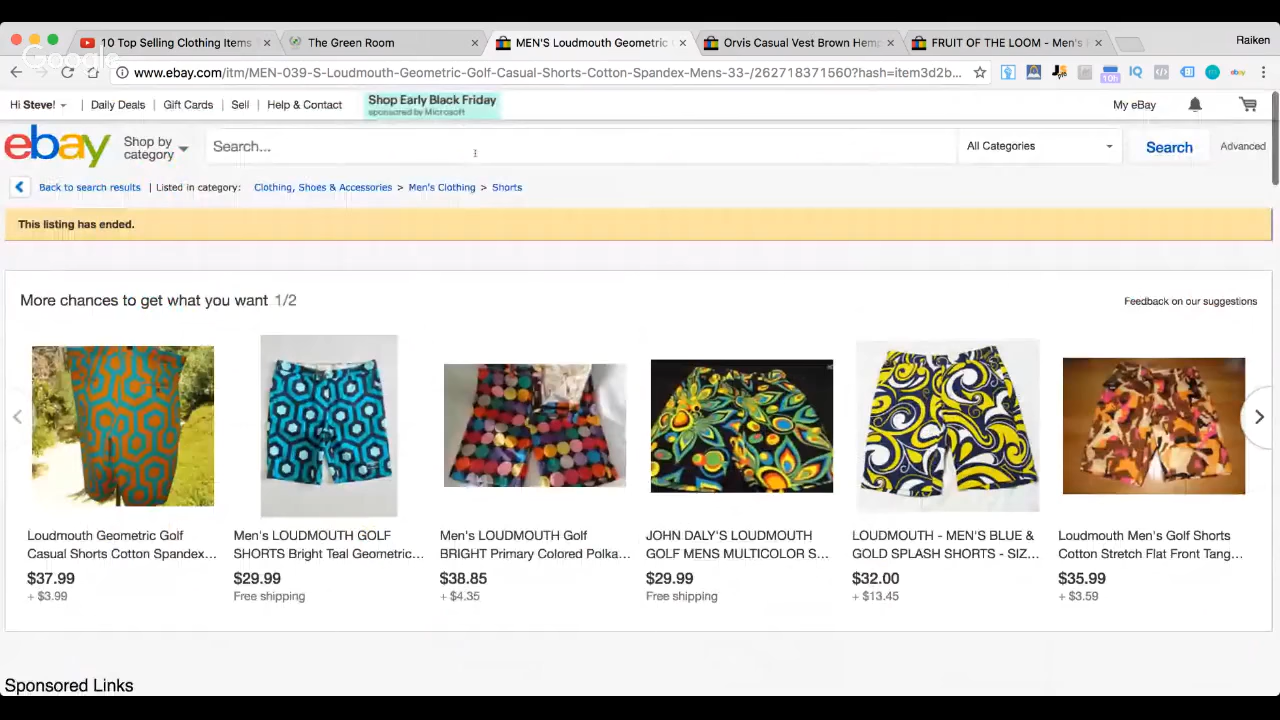 10 Top Selling Clothing Items
The Green Room
MEN'S Loudmouth Geometric
Orvis Casual Vest Brown Hemp
FRUIT OF THE LOOM - Men's
Raiken
Google
www.ebay.com/itm/MEN-039-S-Loudmouth-Geometric-Golf-Casual-Shorts-Cotton-Spandex-Mens-33-/262718371560?hash=item3d2b...
10h
IQ
ebay
Hi Steve!
Daily Deals
Gift Cards
Sell
Help & Contact
Shop Early Black Friday
sponsored by Microsoft
My eBay
ebay
Shop by
category
Search...
All Categories
Search
Advanced
Back to search results | Listed in category: Clothing, Shoes & Accessories > Men's Clothing > Shorts
This listing has ended.
More chances to get what you want 1/2
Feedback on our suggestions
Loudmouth Geometric Golf
Casual Shorts Cotton Spandex...
$37.99
+ $3.99
Men's LOUDMOUTH GOLF
SHORTS Bright Teal Geometric...
$29.99
Free shipping
Men's LOUDMOUTH Golf
BRIGHT Primary Colored Polka...
$38.85
+ $4.35
JOHN DALY'S LOUDMOUTH
GOLF MENS MULTICOLOR S...
$29.99
Free shipping
LOUDMOUTH - MEN'S BLUE &
GOLD SPLASH SHORTS - SIZ...
$32.00
+ $13.45
Loudmouth Men's Golf Shorts
Cotton Stretch Flat Front Tang...
$35.99
+ $3.59
Sponsored Links